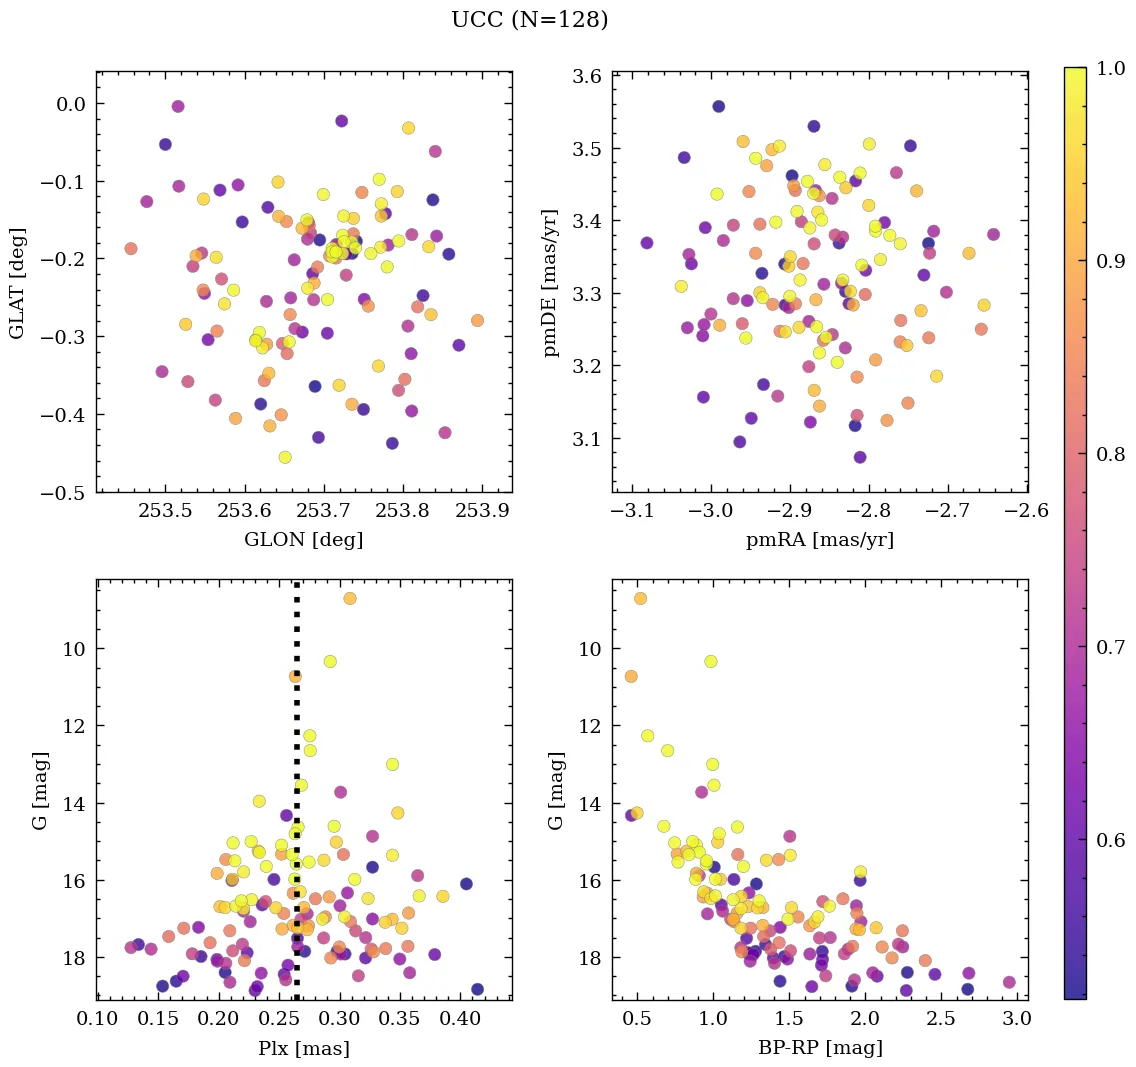 UCC (N=128)
0.0
−0.1
−0.2
−0.3
−0.4
−0.5
GLAT [deg]
253.5 253.6 253.7 253.8 253.9
GLON [deg]
3.6
3.5
3.4
3.3
3.2
3.1
pmDE [mas/yr]
−3.1 −3.0 −2.9 −2.8 −2.7 −2.6
pmRA [mas/yr]
10
12
14
16
18
G [mag]
0.10 0.15 0.20 0.25 0.30 0.35 0.40
Plx [mas]
10
12
14
16
18
G [mag]
0.5 1.0 1.5 2.0 2.5 3.0
BP-RP [mag]
1.0
0.9
0.8
0.7
0.6